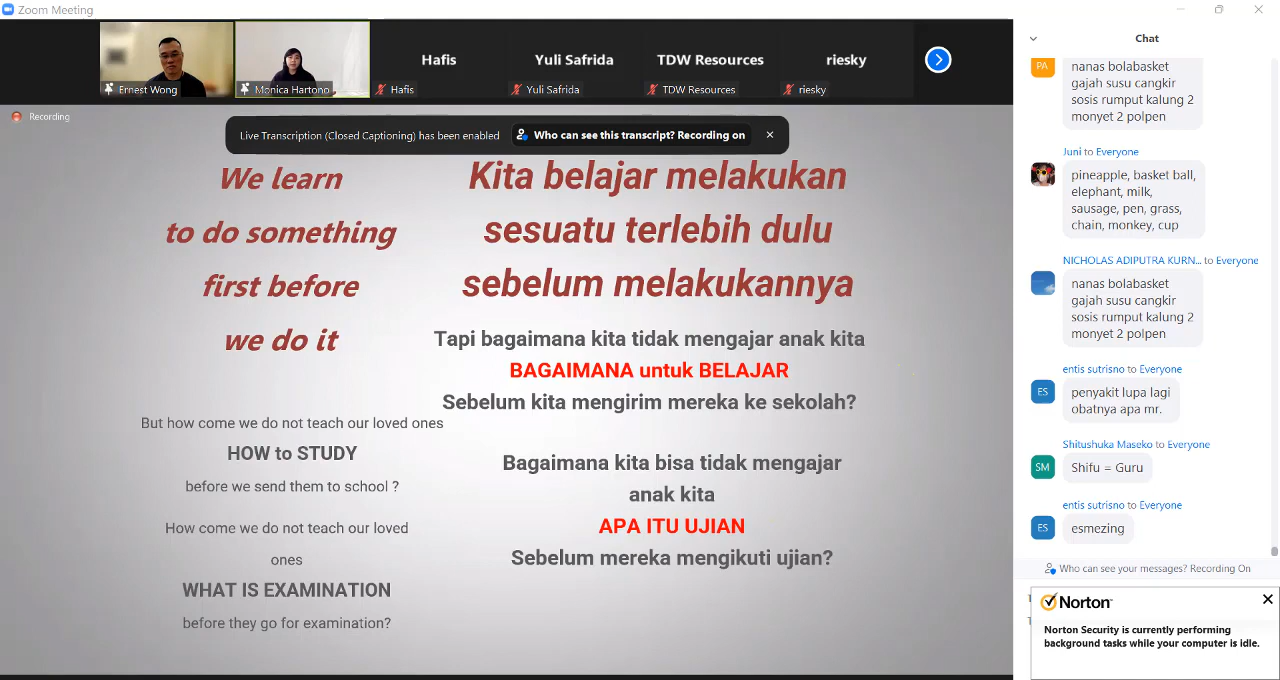 Zoom Meeting
Ernest Wong
Monica Hartono
Hafis
Hafis
Yuli Safrida
Yuli Safrida
TDW Resources
TDW Resources
riesky
riesky
Recording
Live Transcription (Closed Captioning) has been enabled
Who can see this transcript? Recording on
We learn
to do something
first before
we do it
But how come we do not teach our loved ones
HOW to STUDY
before we send them to school ?
How come we do not teach our loved
ones
WHAT IS EXAMINATION
before they go for examination?
Kita belajar melakukan
sesuatu terlebih dulu
sebelum melakukannya
Tapi bagaimana kita tidak mengajar anak kita
BAGAIMANA untuk BELAJAR
Sebelum kita mengirim mereka ke sekolah?
Bagaimana kita bisa tidak mengajar
anak kita
APA ITU UJIAN
Sebelum mereka mengikuti ujian?
Chat
PA
nanas bolabasket
gajah susu cangkir
sosis rumput kalung 2
monyet 2 polpen
Juni to Everyone
pineapple, basket ball,
elephant, milk,
sausage, pen, grass,
chain, monkey, cup
NICHOLAS ADIPUTRA KURN... to Everyone
nanas bolabasket
gajah susu cangkir
sosis rumput kalung 2
monyet 2 polpen
entis sutrisno to Everyone
ES
penyakit lupa lagi
obatnya apa mr.
Shitushuka Maseko to Everyone
SM
Shifu = Guru
entis sutrisno to Everyone
ES
esmezing
Who can see your messages? Recording On
Norton
Norton Security is currently performing
background tasks while your computer is idle.